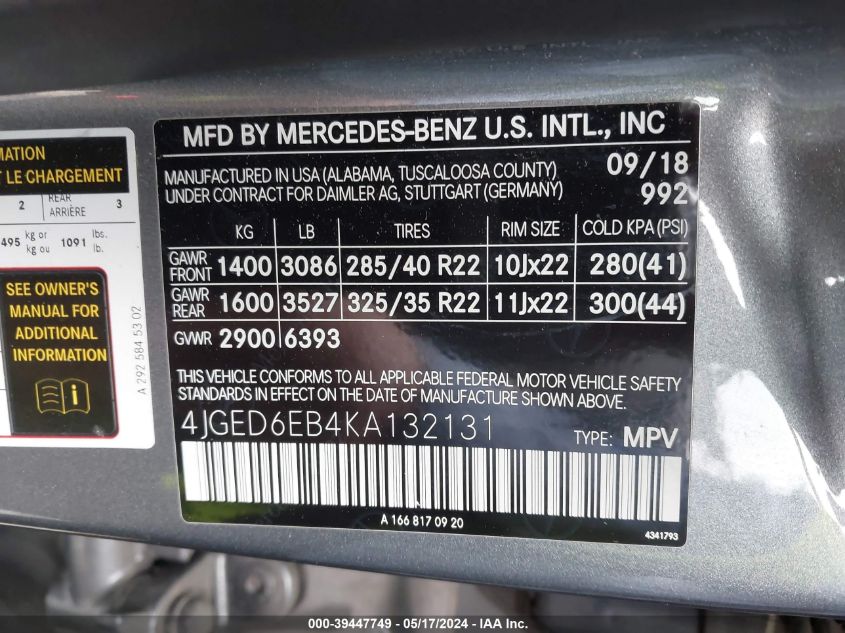 MATION
T LE CHARGEMENT
2 REAR ARRIÈRE 3
495 kg or kg ou 1091 lbs. lb.
SEE OWNER'S
MANUAL FOR
ADDITIONAL
INFORMATION
A 292 584 53 02
MFD BY MERCEDES-BENZ U.S. INTL., INC
MANUFACTURED IN USA (ALABAMA, TUSCALOOSA COUNTY) 09/18
UNDER CONTRACT FOR DAIMLER AG, STUTTGART (GERMANY) 992
KG LB TIRES RIM SIZE COLD KPA (PSI)
GAWR FRONT 1400 3086 285/40 R22 10Jx22 280(41)
GAWR REAR 1600 3527 325/35 R22 11Jx22 300(44)
GVWR 2900 6393
THIS VEHICLE CONFORMS TO ALL APPLICABLE FEDERAL MOTOR VEHICLE SAFETY
STANDARDS IN EFFECT ON THE DATE OF MANUFACTURE SHOWN ABOVE.
4JGED6EB4KA132131 TYPE: MPV
A 166 817 09 20
4341793
000-39447749 - 05/17/2024 - IAAI.com